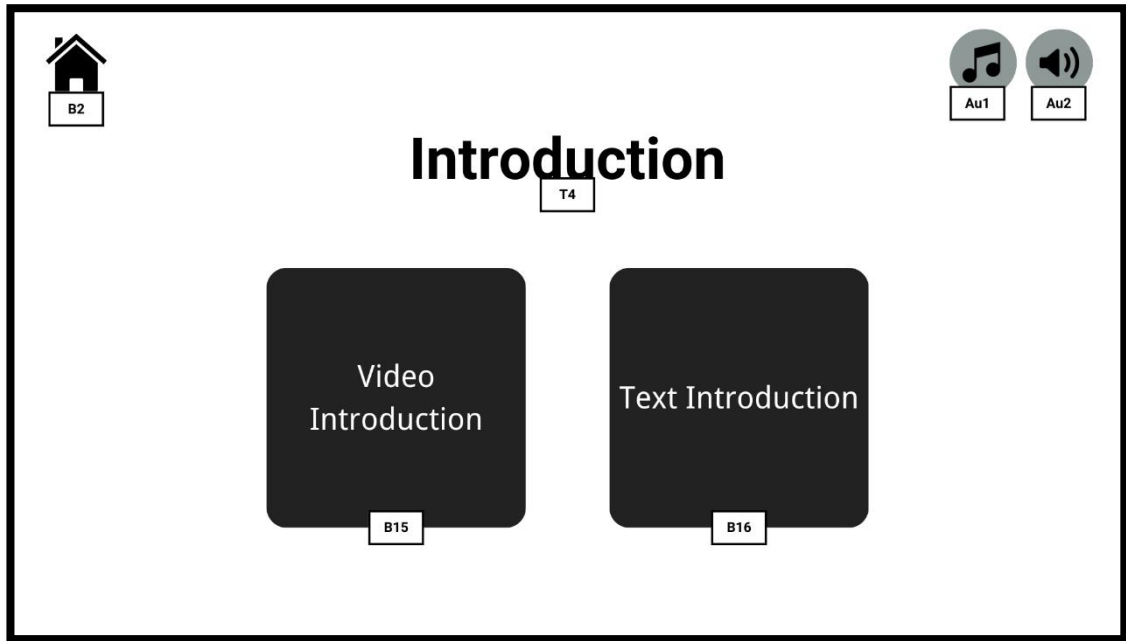 B2
Au1
Au2
Introduction
T4
Video
Introduction
B15
Text Introduction
B16